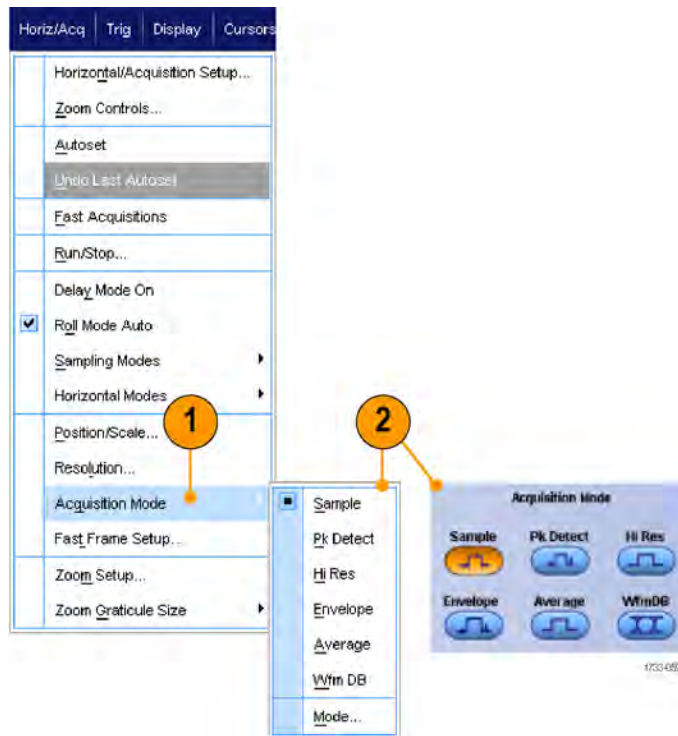 Horiz/Acq Trig Display Cursors
Horizontal/Acquisition Setup...
Zoom Controls...
Autoset
Undo Last Autoset
Fast Acquisitions
Run/Stop...
Delay Mode On
Roll Mode Auto
Sampling Modes
Horizontal Modes
1
2
Position/Scale...
Resolution...
Acquisition Mode
Fast Frame Setup...
Zoom Setup...
Zoom Graticule Size
Sample
Pk Detect
Hi Res
Envelope
Average
Wfm DB
Mode...
Acquisition Mode
Sample Pk Detect Hi Res
Envelope Average WfmDB